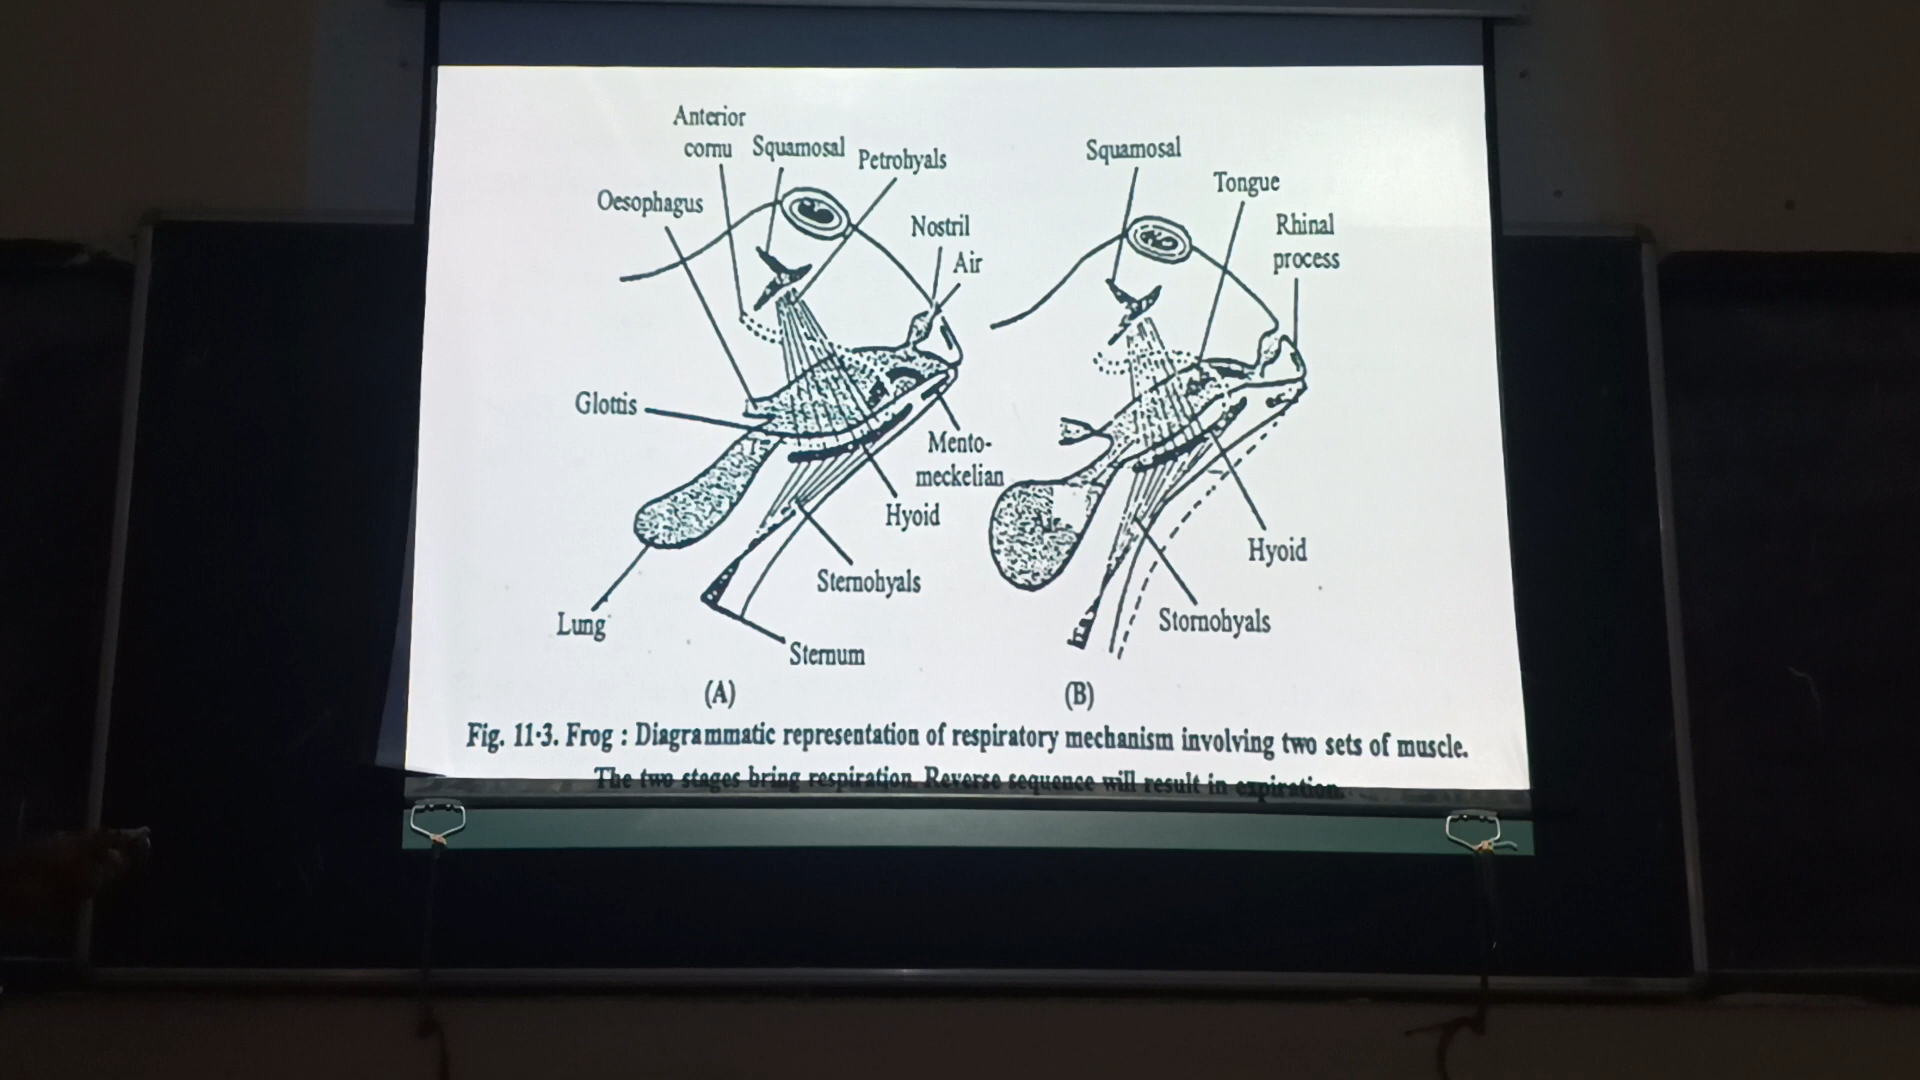 Anterior
cornu
Squamosal
Petrohyals
Oesophagus
Nostril
Air
Glottis
Mento-
meckelian
Hyoid
Sternohyals
Lung
Sternum
(A)
Squamosal
Tongue
Rhinal
process
Air
Hyoid
Stornohyals
(B)
Fig. 11·3. Frog : Diagrammatic representation of respiratory mechanism involving two sets of muscle.
The two stages bring respiration. Reverse sequence will result in expiration.